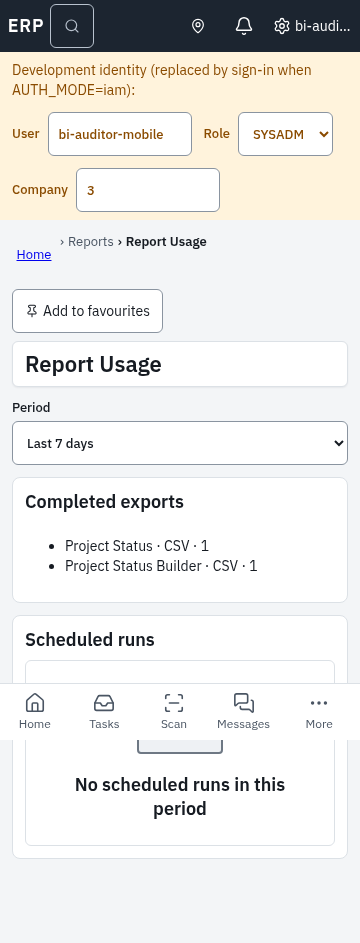 ERP
bi-audi...
Development identity (replaced by sign-in when
AUTH_MODE=iam):
User bi-auditor-mobile Role SYSADM
Company 3
Home › Reports › Report Usage
Add to favourites
Report Usage
Period
Last 7 days
Completed exports
• Project Status · CSV · 1
• Project Status Builder · CSV · 1
Scheduled runs
Home Tasks Scan Messages More
No scheduled runs in this
period